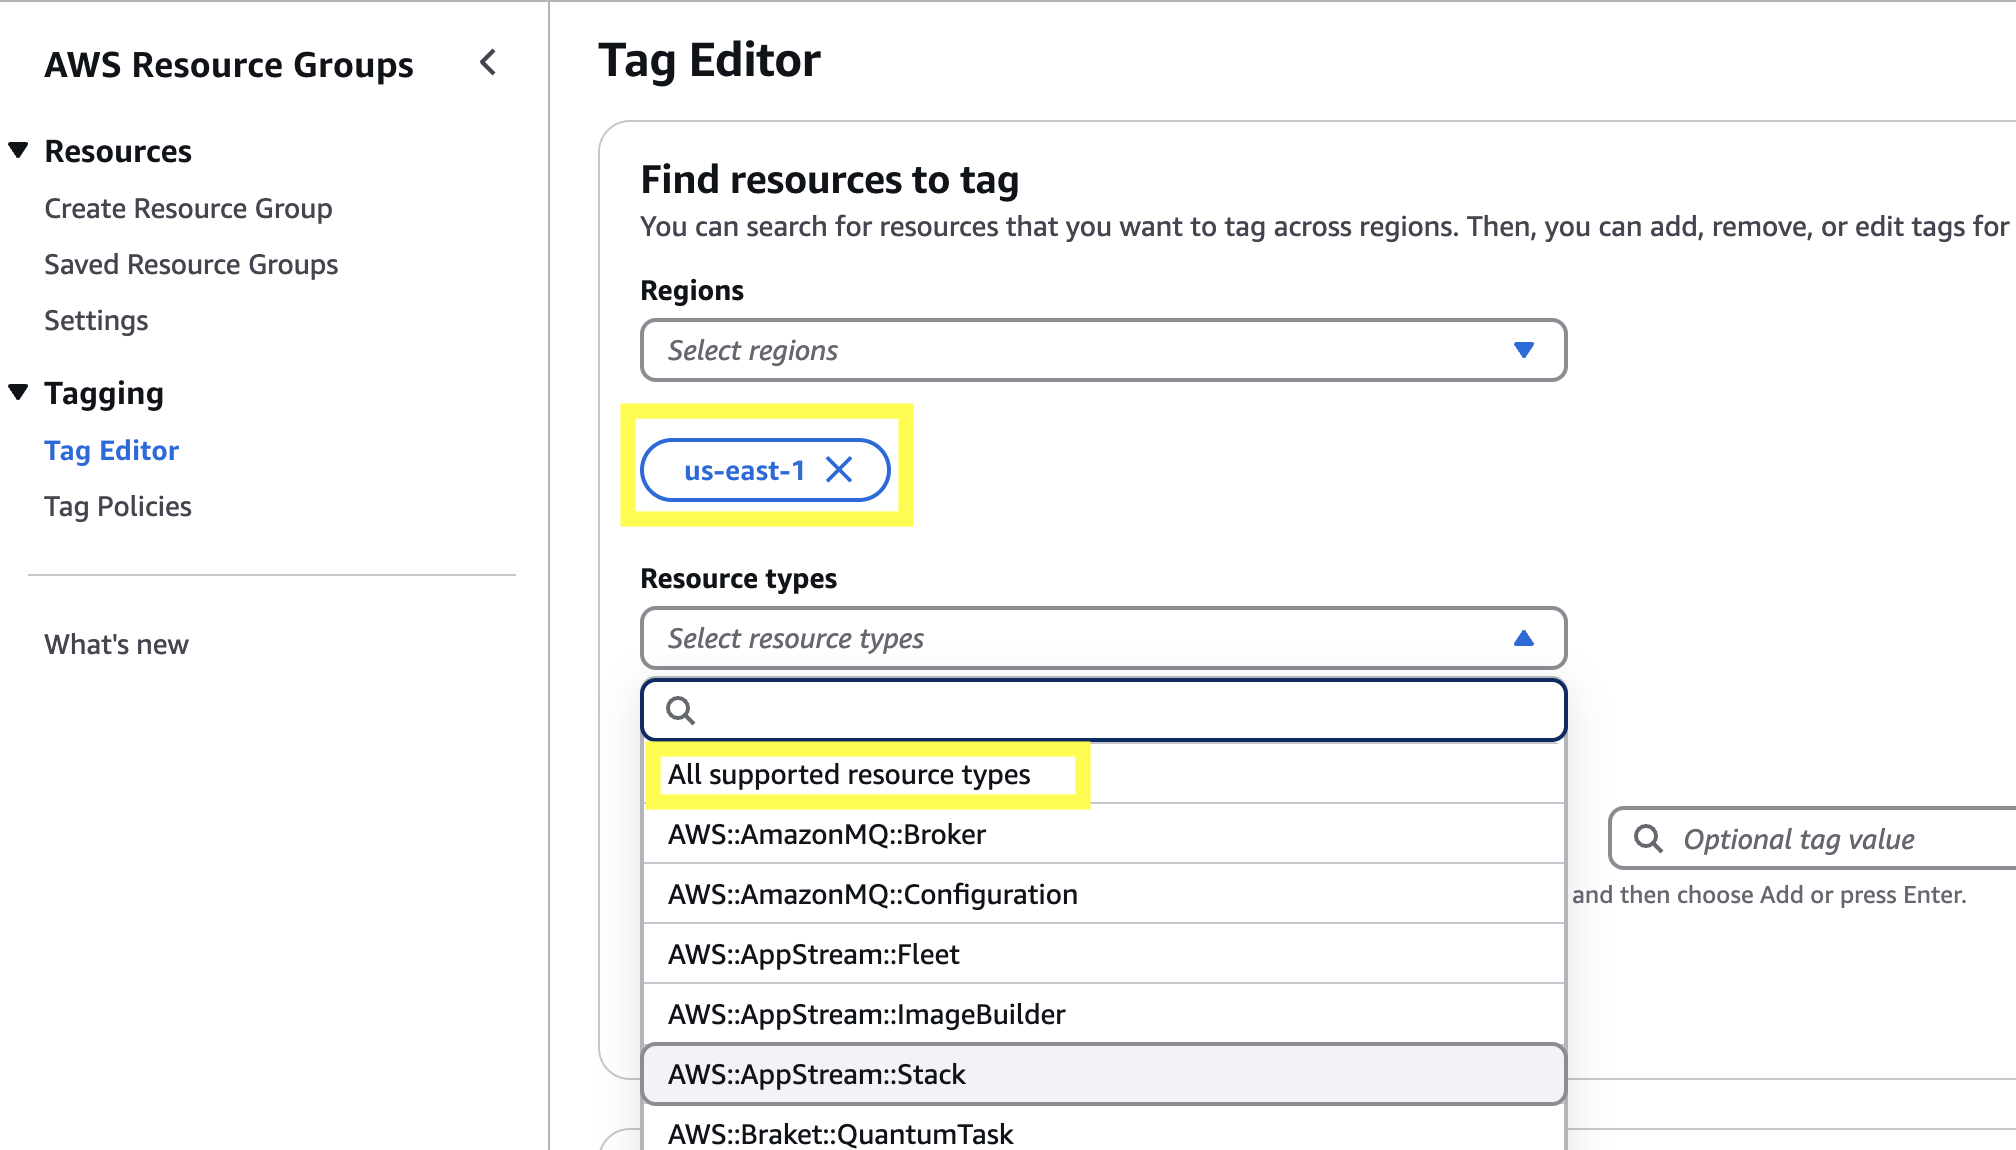 AWS Resource Groups
Resources
Create Resource Group
Saved Resource Groups
Settings
Tagging
Tag Editor
Tag Policies
What's new
Tag Editor
Find resources to tag
You can search for resources that you want to tag across regions. Then, you can add, remove, or edit tags for
Regions
Select regions
us-east-1
Resource types
Select resource types
All supported resource types
AWS::AmazonMQ::Broker
AWS::AmazonMQ::Configuration
AWS::AppStream::Fleet
AWS::AppStream::ImageBuilder
AWS::AppStream::Stack
AWS::Braket::QuantumTask
Optional tag value
and then choose Add or press Enter.